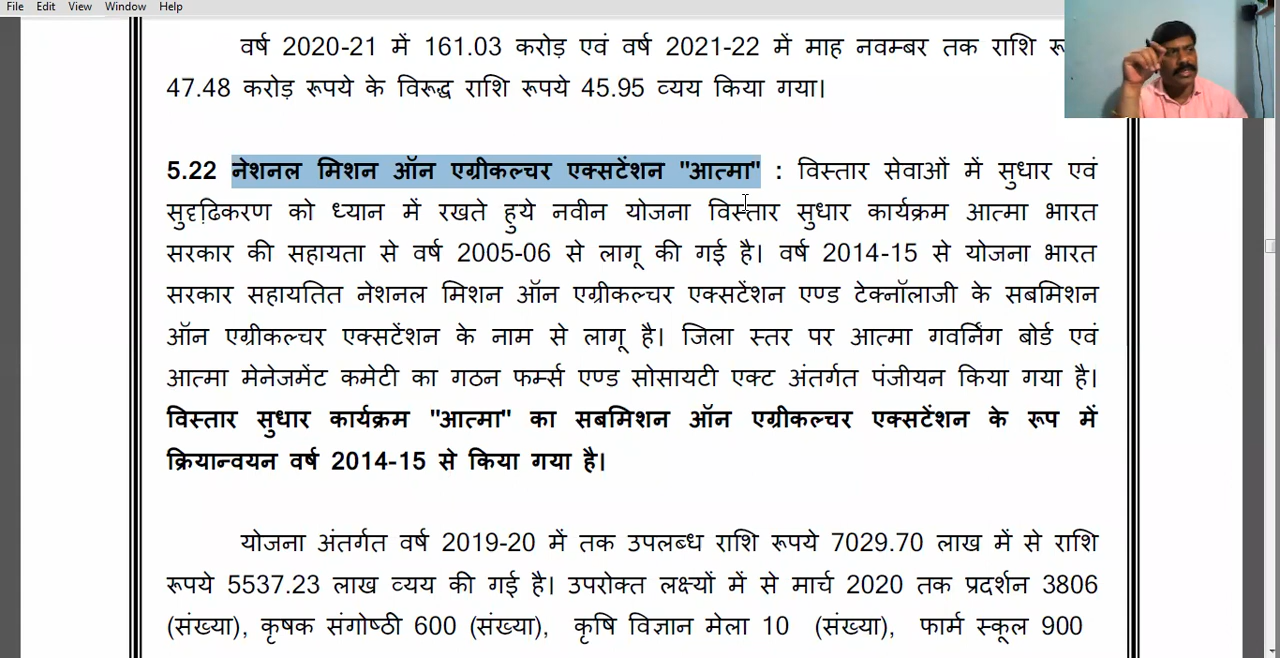 File Edit View Window Help
वर्ष 2020-21 में 161.03 करोड़ एवं वर्ष 2021-22 में माह नवम्बर तक राशि
47.48 करोड़ रूपये के विरूद्ध राशि रूपये 45.95 व्यय किया गया।
5.22 नेशनल मिशन ऑन एग्रीकल्चर एक्सटेंशन "आत्मा" : विस्तार सेवाओं में सुधार एवं
सुदृढ़िकरण को ध्यान में रखते हुये नवीन योजना विस्तार सुधार कार्यक्रम आत्मा भारत
सरकार की सहायता से वर्ष 2005-06 से लागू की गई है। वर्ष 2014-15 से योजना भारत
सरकार सहायतित नेशनल मिशन ऑन एग्रीकल्चर एक्सटेंशन एण्ड टेक्नॉलाजी के सबमिशन
ऑन एग्रीकल्चर एक्सटेंशन के नाम से लागू है। जिला स्तर पर आत्मा गवर्निंग बोर्ड एवं
आत्मा मेनेजमेंट कमेटी का गठन फर्म्स एण्ड सोसायटी एक्ट अंतर्गत पंजीयन किया गया है।
विस्तार सुधार कार्यक्रम "आत्मा" का सबमिशन ऑन एग्रीकल्चर एक्सटेंशन के रूप में
क्रियान्वयन वर्ष 2014-15 से किया गया है।
योजना अंतर्गत वर्ष 2019-20 में तक उपलब्ध राशि रूपये 7029.70 लाख में से राशि
रूपये 5537.23 लाख व्यय की गई है। उपरोक्त लक्ष्यों में से मार्च 2020 तक प्रदर्शन 3806
(संख्या), कृषक संगोष्ठी 600 (संख्या), कृषि विज्ञान मेला 10 (संख्या), फार्म स्कूल 900